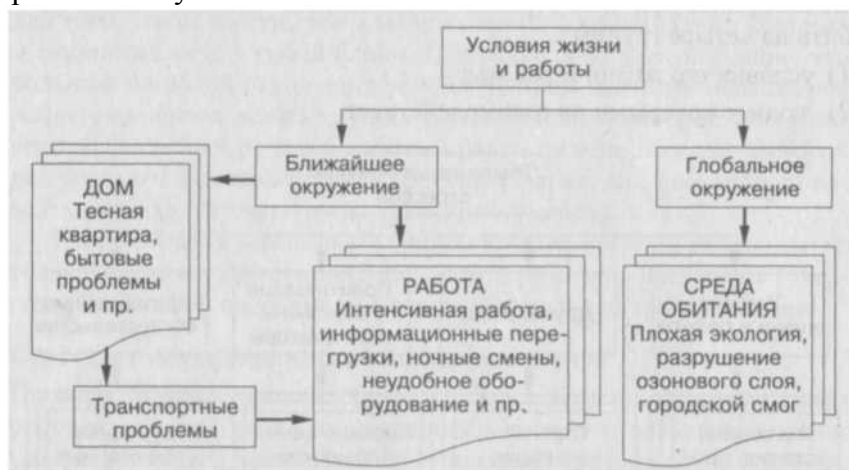 Условия жизни
и работы
Ближайшее
окружение
Глобальное
окружение
ДОМ
Тесная
квартира,
бытовые
проблемы
и пр.
РАБОТА
Интенсивная работа,
информационные пере-
грузки, ночные смены,
неудобное обо-
рудование и пр.
СРЕДА
ОБИТАНИЯ
Плохая экология,
разрушение
озонового слоя,
городской смог
Транспортные
проблемы